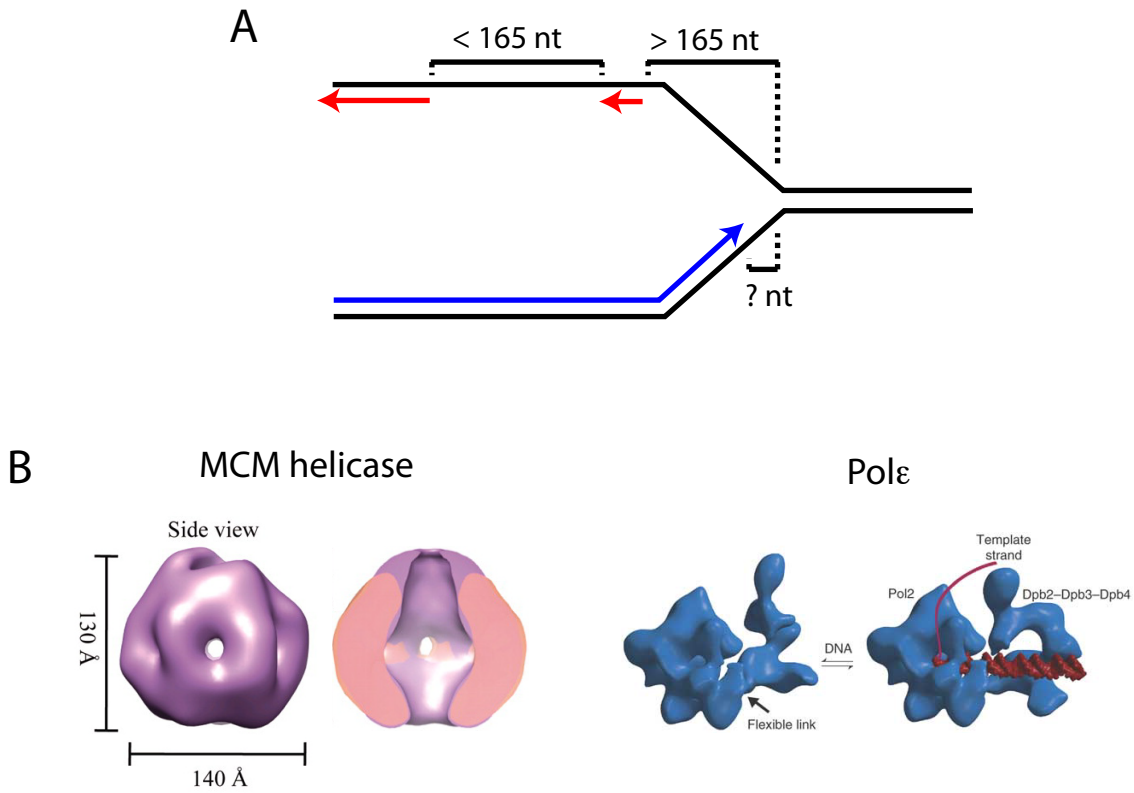 A
< 165 nt
> 165 nt
? nt
B
MCM helicase
Polε
Side view
130 Å
140 Å
Template
strand
Pol2
Dpb2–Dpb3–Dpb4
DNA
Flexible link